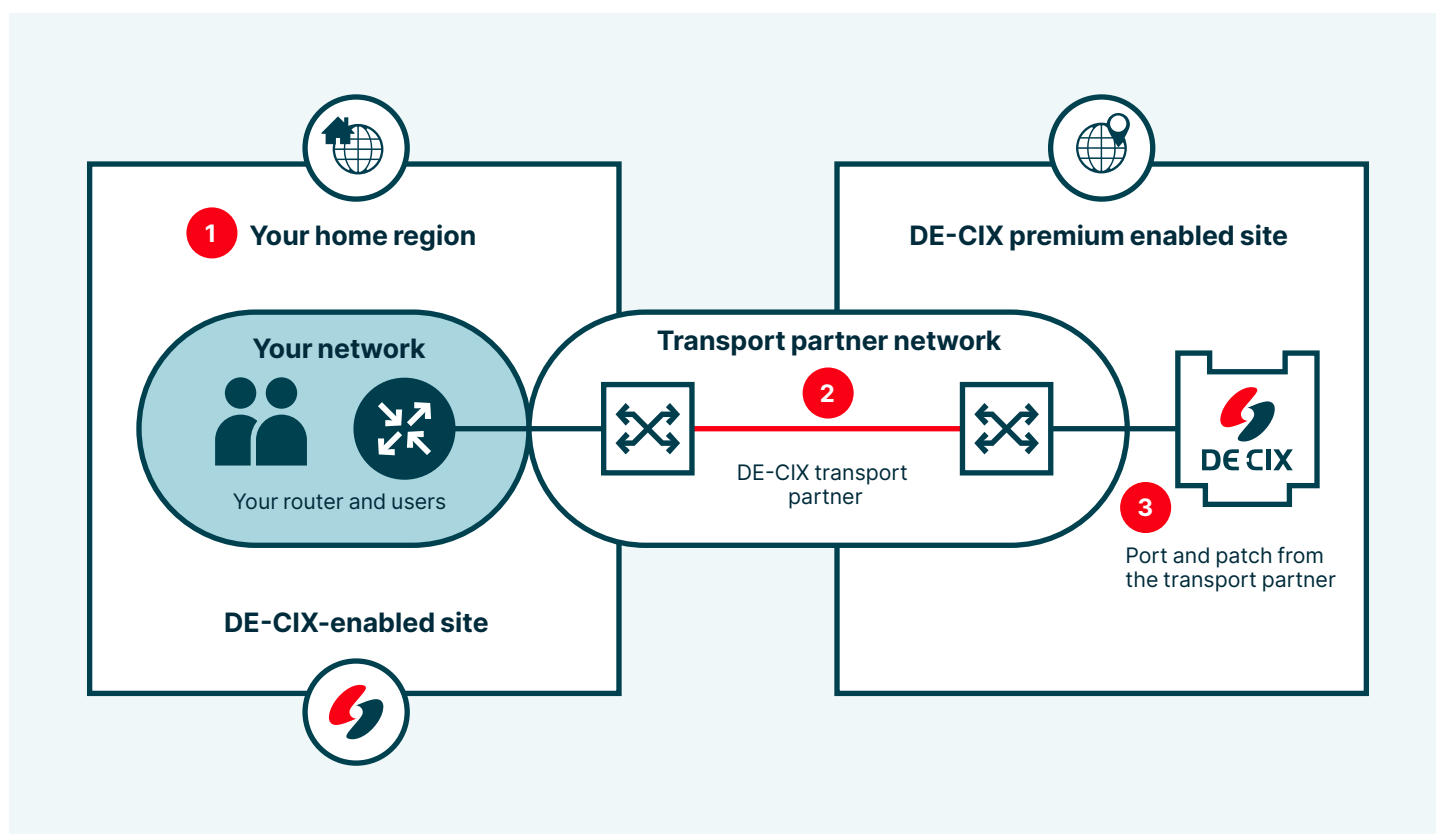 1
Your home region
DE-CIX premium enabled site
Your network
Your router and users
Transport partner network
2
DE-CIX transport
partner
DE CIX
3
Port and patch from
the transport partner
DE-CIX-enabled site